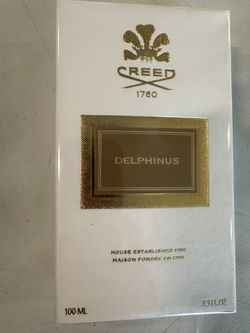 CREED
1760
DELPHINUS
HOUSE ESTABLISHED 1760
MAISON FONDÉE EN 1760
100 ML
3.3 FL.OZ